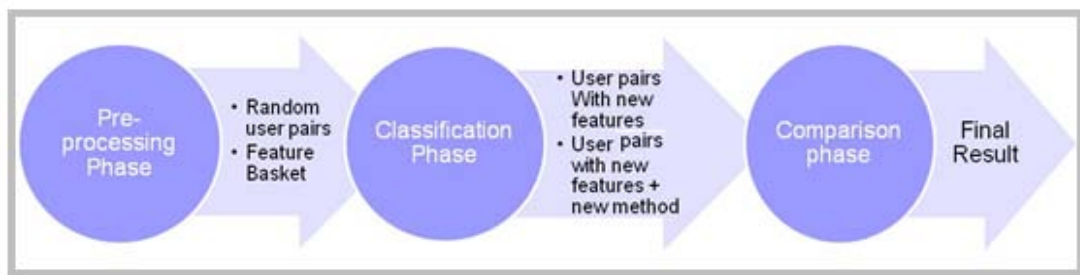 Pre-
processing
Phase
• Random
user pairs
• Feature
Basket
Classification
Phase
• User pairs
With new
features
• User pairs
with new
features +
new method
Comparison
phase
Final
Result